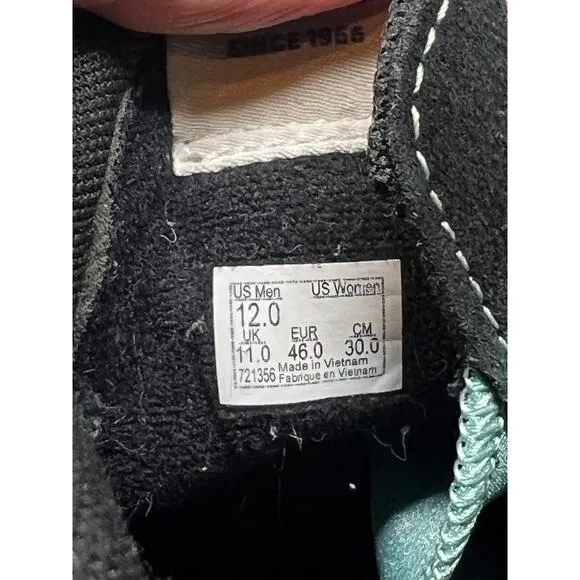 SINCE 1966
US Men US Women
12.0
UK EUR CM
11.0 46.0 30.0
Made in Vietnam
721356 Fabrique en Vietnam